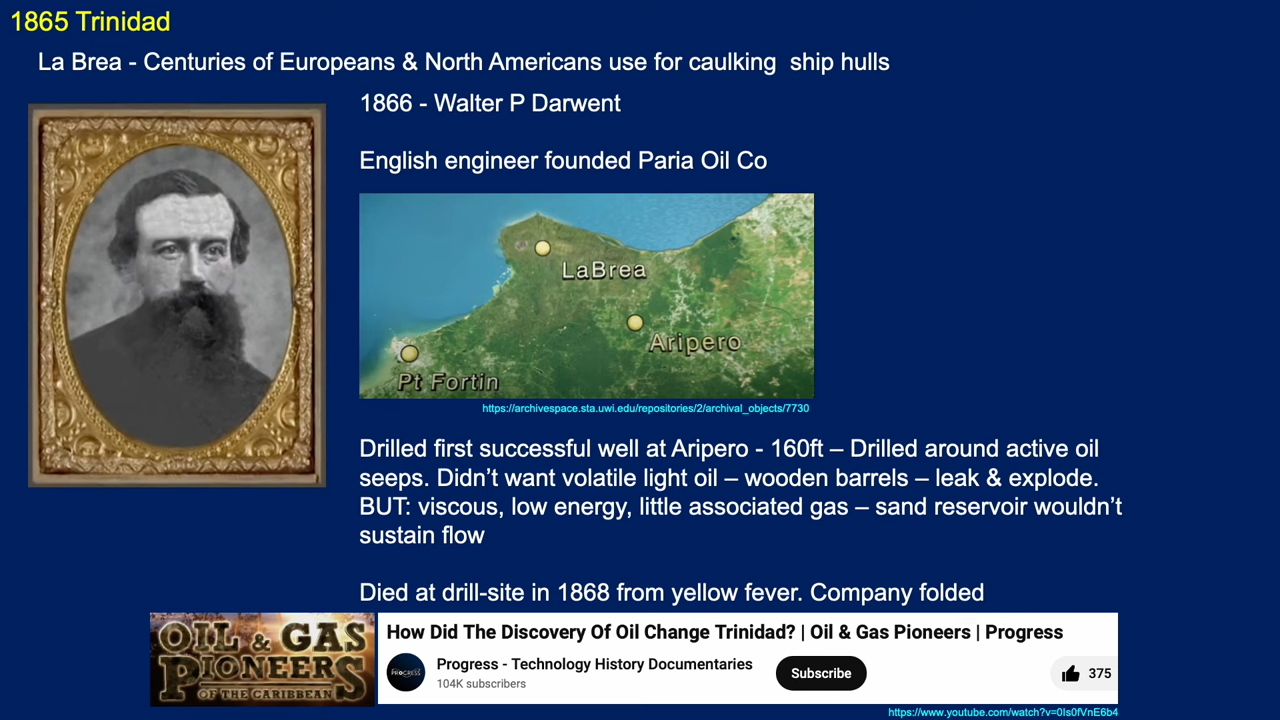 1865 Trinidad
La Brea - Centuries of Europeans & North Americans use for caulking  ship hulls
1866 - Walter P Darwent
English engineer founded Paria Oil Co
LaBrea
Aripero
Pt Fortin
https://archivespace.sta.uwi.edu/repositories/2/archival_objects/7730
Drilled first successful well at Aripero - 160ft – Drilled around active oil
seeps. Didn’t want volatile light oil – wooden barrels – leak & explode.
BUT: viscous, low energy, little associated gas – sand reservoir wouldn’t
sustain flow
Died at drill-site in 1868 from yellow fever. Company folded
OIL & GAS
PIONEERS
OF THE CARIBBEAN
How Did The Discovery Of Oil Change Trinidad? | Oil & Gas Pioneers | Progress
PROGRESS
Progress - Technology History Documentaries
104K subscribers
Subscribe
375
https://www.youtube.com/watch?v=0Is0fVnE6b4